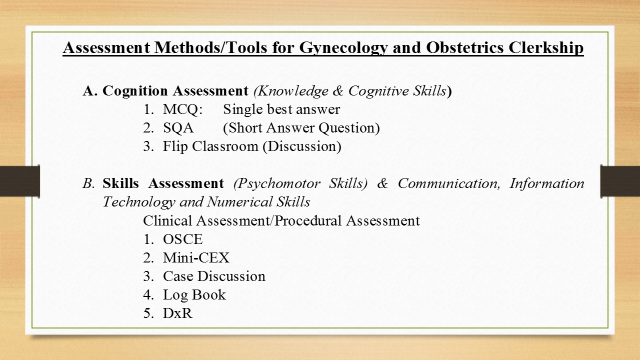 Assessment Methods/Tools for Gynecology and Obstetrics Clerkship
A. Cognition Assessment (Knowledge & Cognitive Skills)
1. MCQ: Single best answer
2. SQA (Short Answer Question)
3. Flip Classroom (Discussion)
B. Skills Assessment (Psychomotor Skills) & Communication, Information
Technology and Numerical Skills
Clinical Assessment/Procedural Assessment
1. OSCE
2. Mini-CEX
3. Case Discussion
4. Log Book
5. DxR